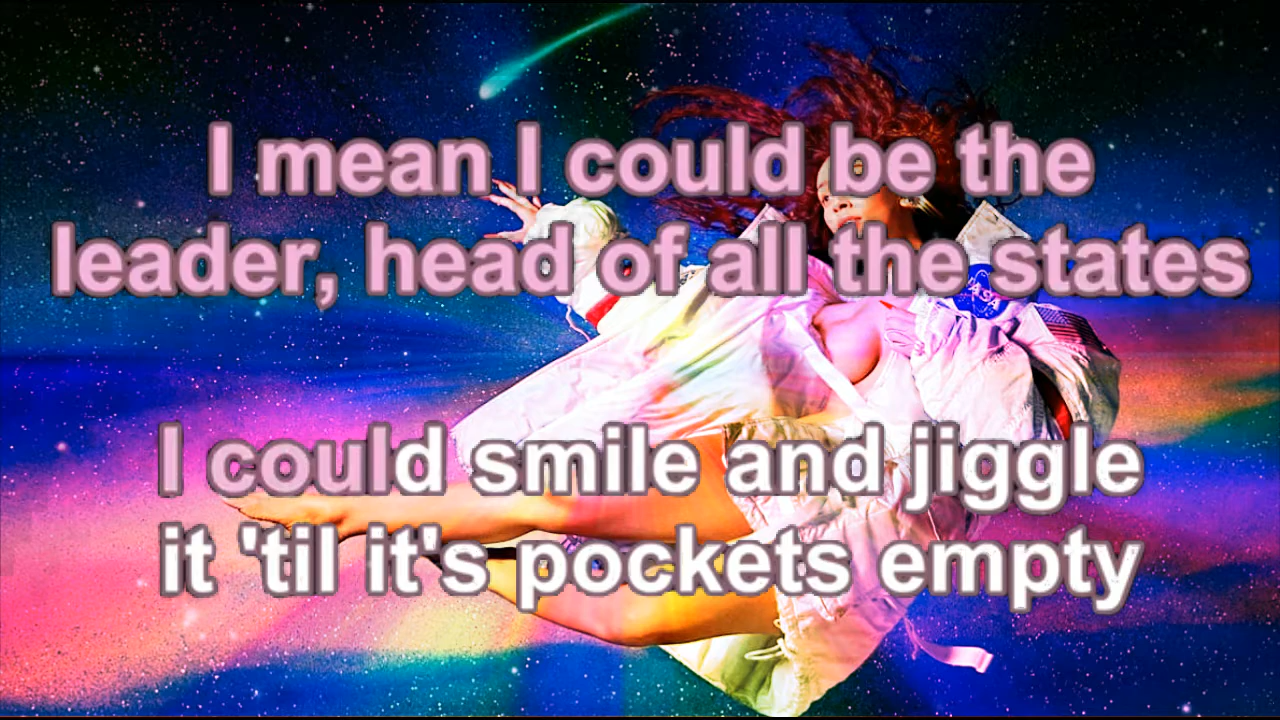 I mean I could be the
leader, head of all the states
NASA
I could smile and jiggle
it 'til it's pockets empty